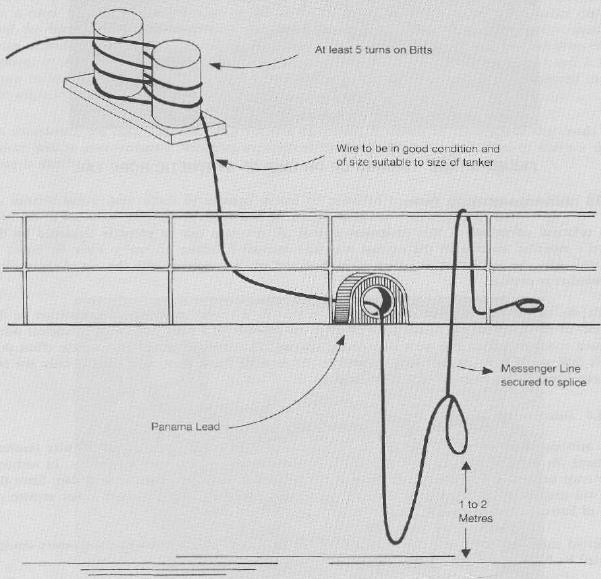 At least 5 turns on Bitts
Wire to be in good condition and
of size suitable to size of tanker
Messenger Line
secured to splice
Panama Lead
1 to 2
Metres